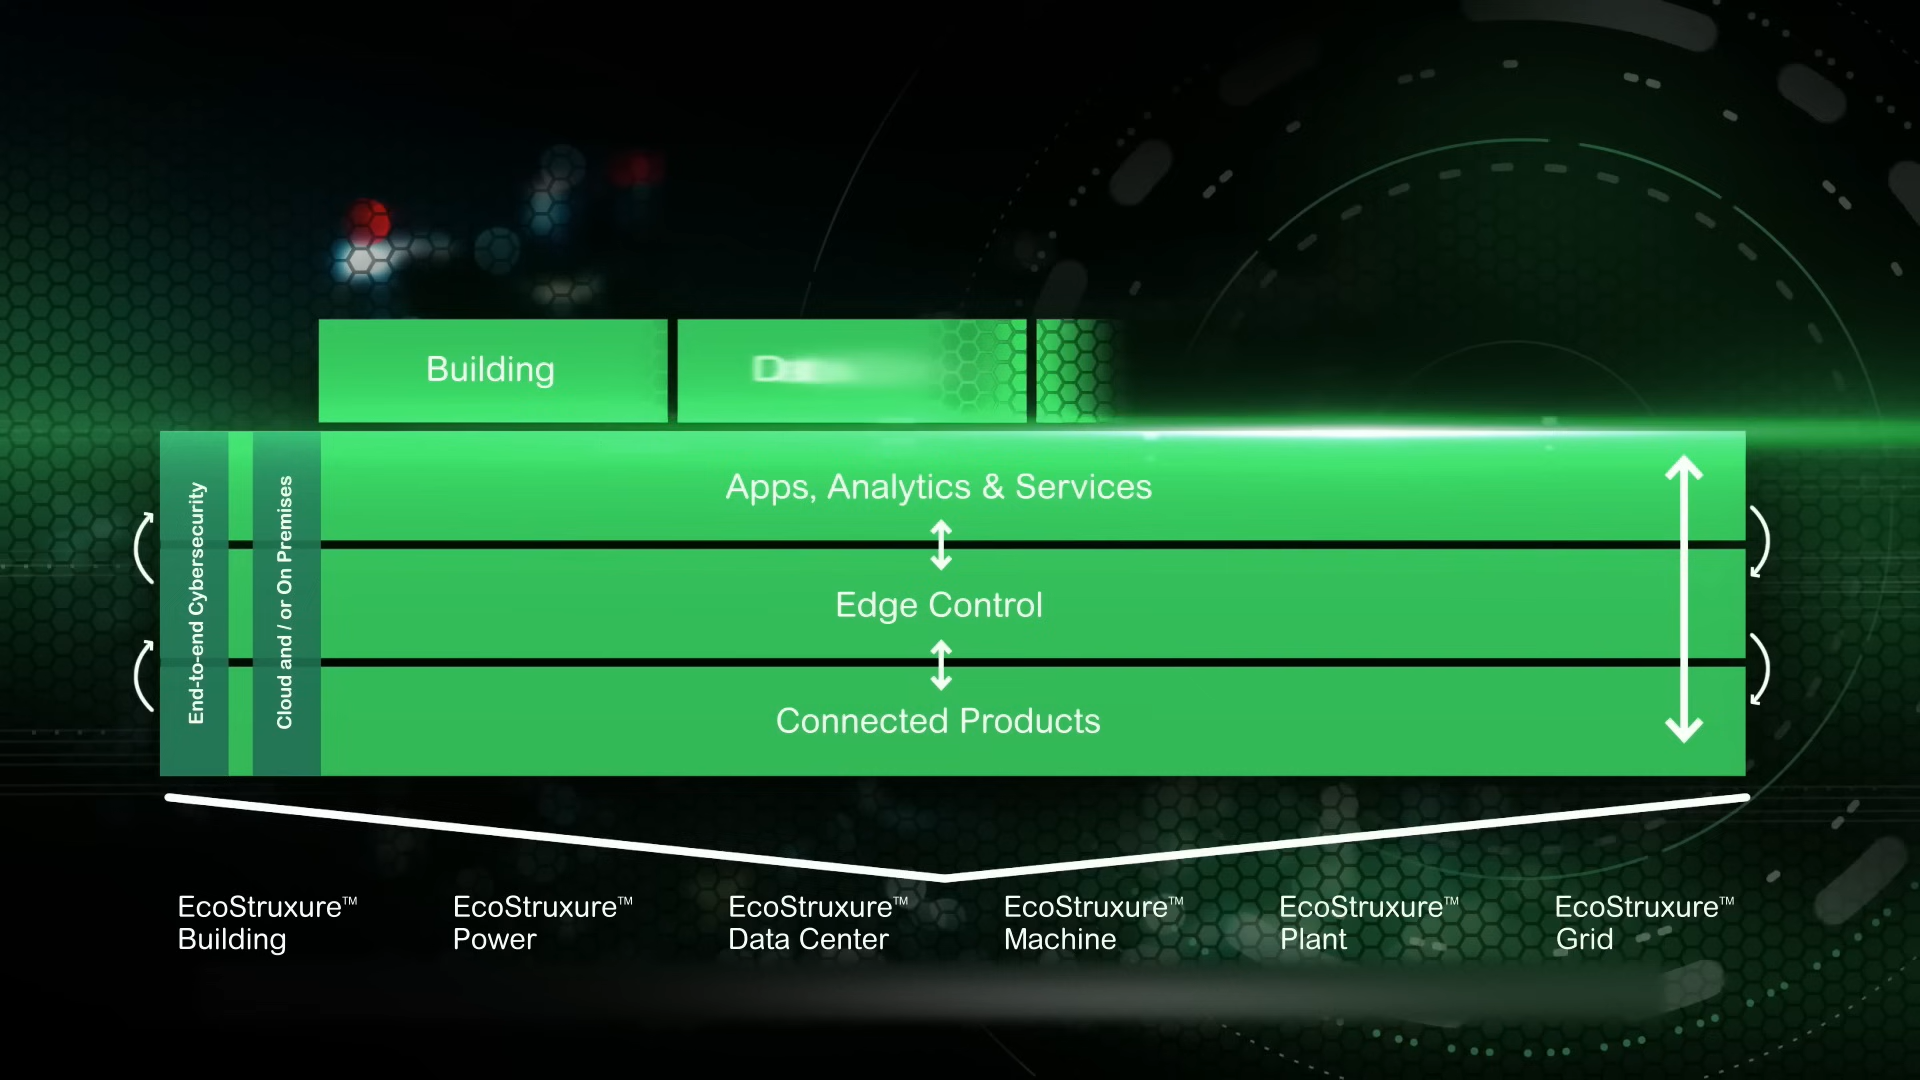 Building
Apps, Analytics & Services
End-to-end Cybersecurity
Cloud and / or On Premises
Edge Control
Connected Products
EcoStruxure™ EcoStruxure™ EcoStruxure™ EcoStruxure™ EcoStruxure™ EcoStruxure™
Building Power Data Center Machine Plant Grid